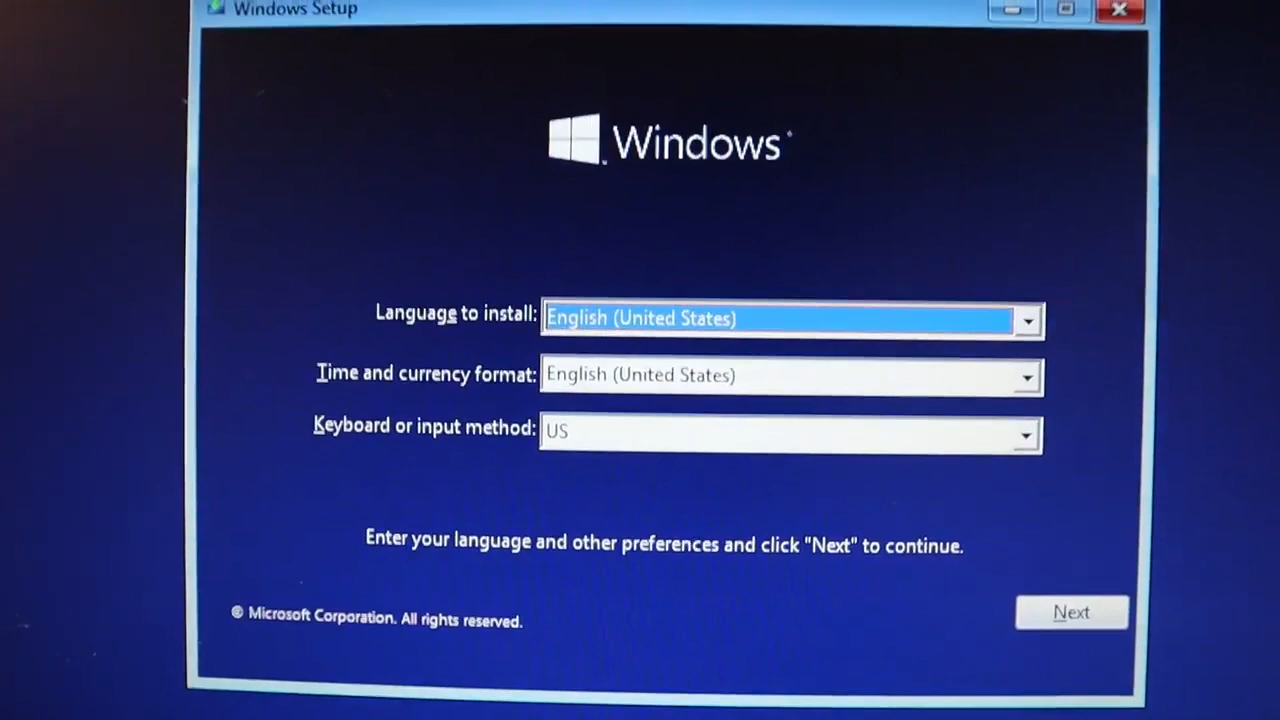 Windows Setup
Windows
Language to install: English (United States)
Time and currency format: English (United States)
Keyboard or input method: US
Enter your language and other preferences and click "Next" to continue.
© Microsoft Corporation. All rights reserved.
Next